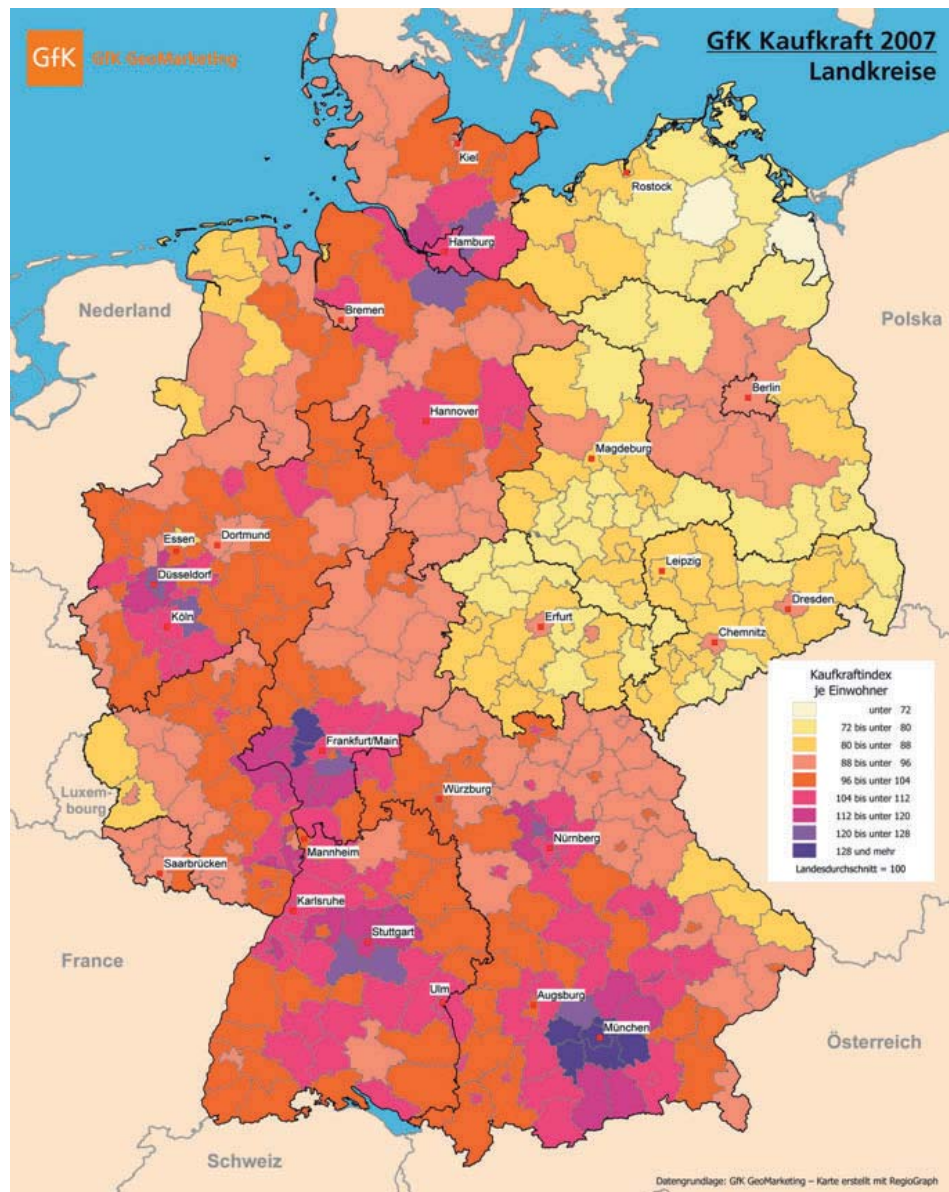 GfK GfK GeoMarketing
GfK Kaufkraft 2007
Landkreise
Kiel
Rostock
Hamburg
Nederland
Bremen
Polska
Berlin
Hannover
Magdeburg
Essen
Dortmund
Düsseldorf
Leipzig
Köln
Erfurt
Dresden
Chemnitz
Kaufkraftindex
je Einwohner
unter 72
72 bis unter 80
80 bis unter 88
88 bis unter 96
96 bis unter 104
104 bis unter 112
112 bis unter 120
120 bis unter 128
128 und mehr
Landesdurchschnitt = 100
Frankfurt/Main
Luxem-
bourg
Würzburg
Nürnberg
Mannheim
Saarbrücken
Karlsruhe
Stuttgart
France
Ulm
Augsburg
München
Österreich
Schweiz
Datengrundlage: GfK GeoMarketing – Karte erstellt mit RegioGraph